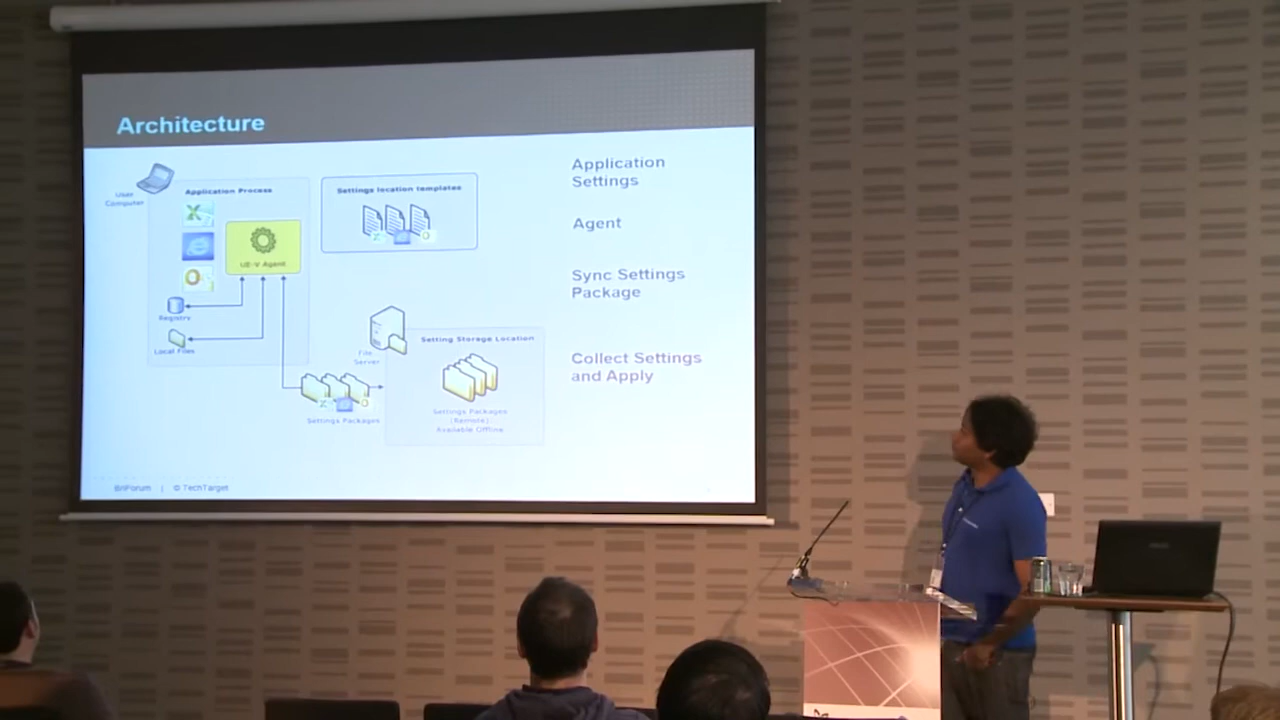 Architecture
User
Computer
Application Process
UE-V Agent
Registry
Local Files
Settings location templates
File
Server
Setting Storage Location
Settings Packages
Settings Packages
(Remote)
Available Offline
Application
Settings
Agent
Sync Settings
Package
Collect Settings
and Apply
BriForum | © TechTarget